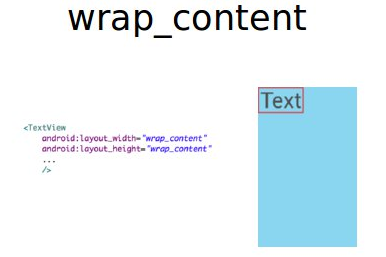 wrap_content
<TextView
android:layout_width="wrap_content"
android:layout_height="wrap_content"
...
/>
Text